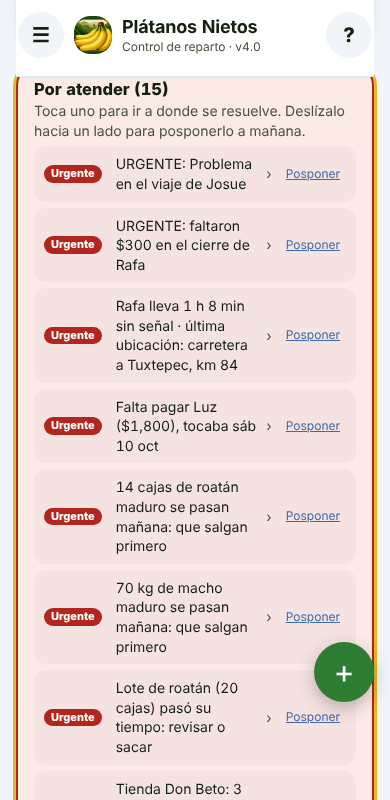 ☰
Plátanos Nietos
Control de reparto · v4.0
?
Por atender (15)
Toca uno para ir a donde se resuelve. Deslízalo
hacia un lado para posponerlo a mañana.
Urgente
URGENTE: Problema
en el viaje de Josue
›
Posponer
Urgente
URGENTE: faltaron
$300 en el cierre de
Rafa
›
Posponer
Urgente
Rafa lleva 1 h 8 min
sin señal · última
ubicación: carretera
a Tuxtepec, km 84
›
Posponer
Urgente
Falta pagar Luz
($1,800), tocaba sáb
10 oct
›
Posponer
Urgente
14 cajas de roatán
maduro se pasan
mañana: que salgan
primero
›
Posponer
Urgente
70 kg de macho
maduro se pasan
mañana: que salgan
primero
›
Posponer
+
Urgente
Lote de roatán (20
cajas) pasó su
tiempo: revisar o
sacar
›
Posponer
Tienda Don Beto: 3